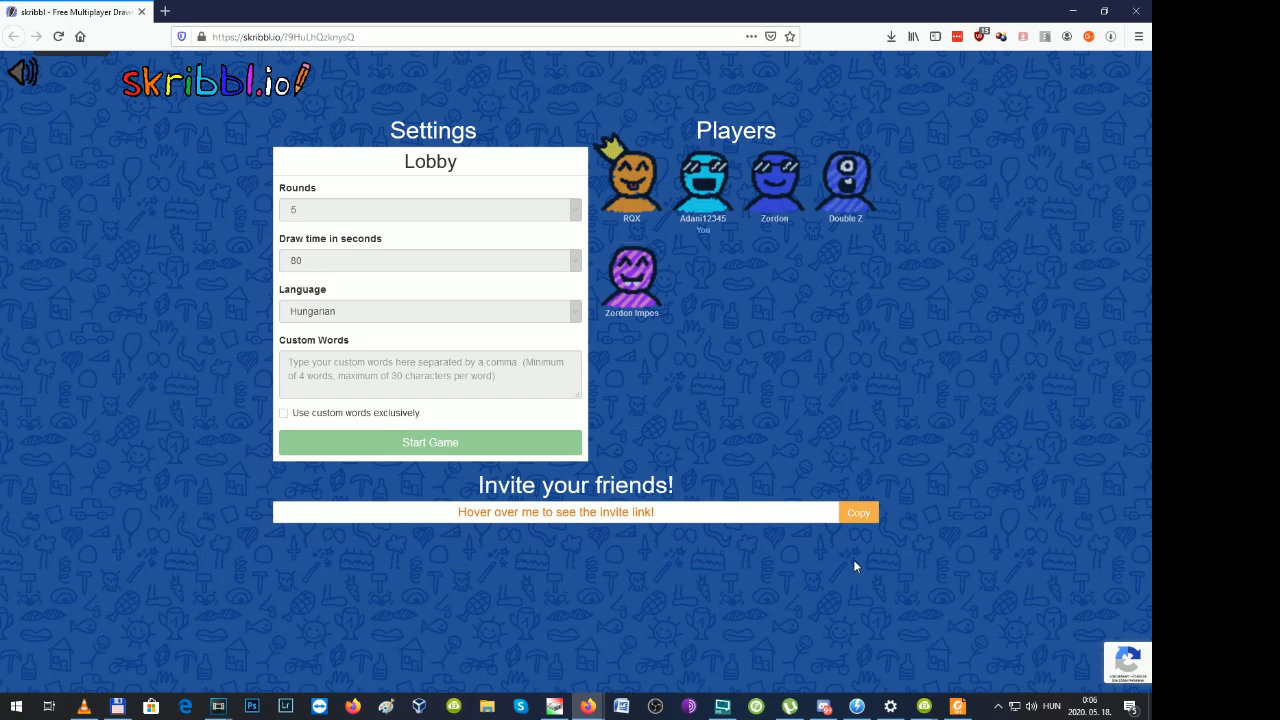 skribbl - Free Multiplayer Draw
https://skribbl.io/?9HuLhQzknysQ
15
skribbl.io
Settings
Players
Lobby
Rounds
5
Draw time in seconds
80
Language
Hungarian
Custom Words
Type your custom words here separated by a comma. (Minimum
of 4 words, maximum of 30 characters per word)
Use custom words exclusively.
Start Game
RQX
Adani12345
Zordon
Double Z
You
Zordon Impos
Invite your friends!
Hover over me to see the invite link!
Copy
HUN
0:06
2020. 05. 18.